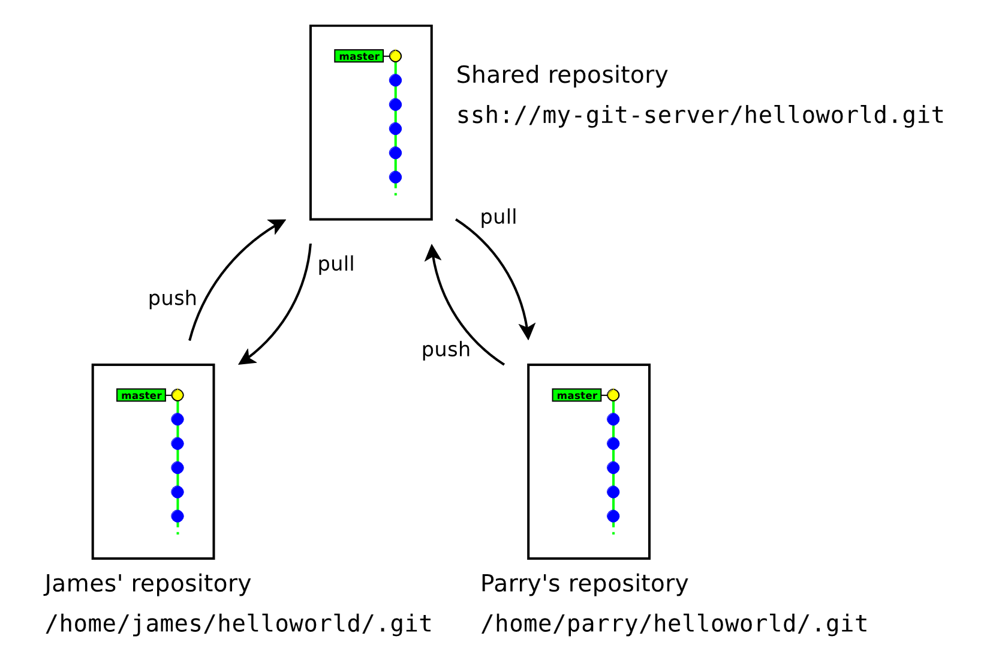 master
Shared repository
ssh://my-git-server/helloworld.git
pull
pull
push
push
master
master
James' repository
/home/james/helloworld/.git
Parry's repository
/home/parry/helloworld/.git